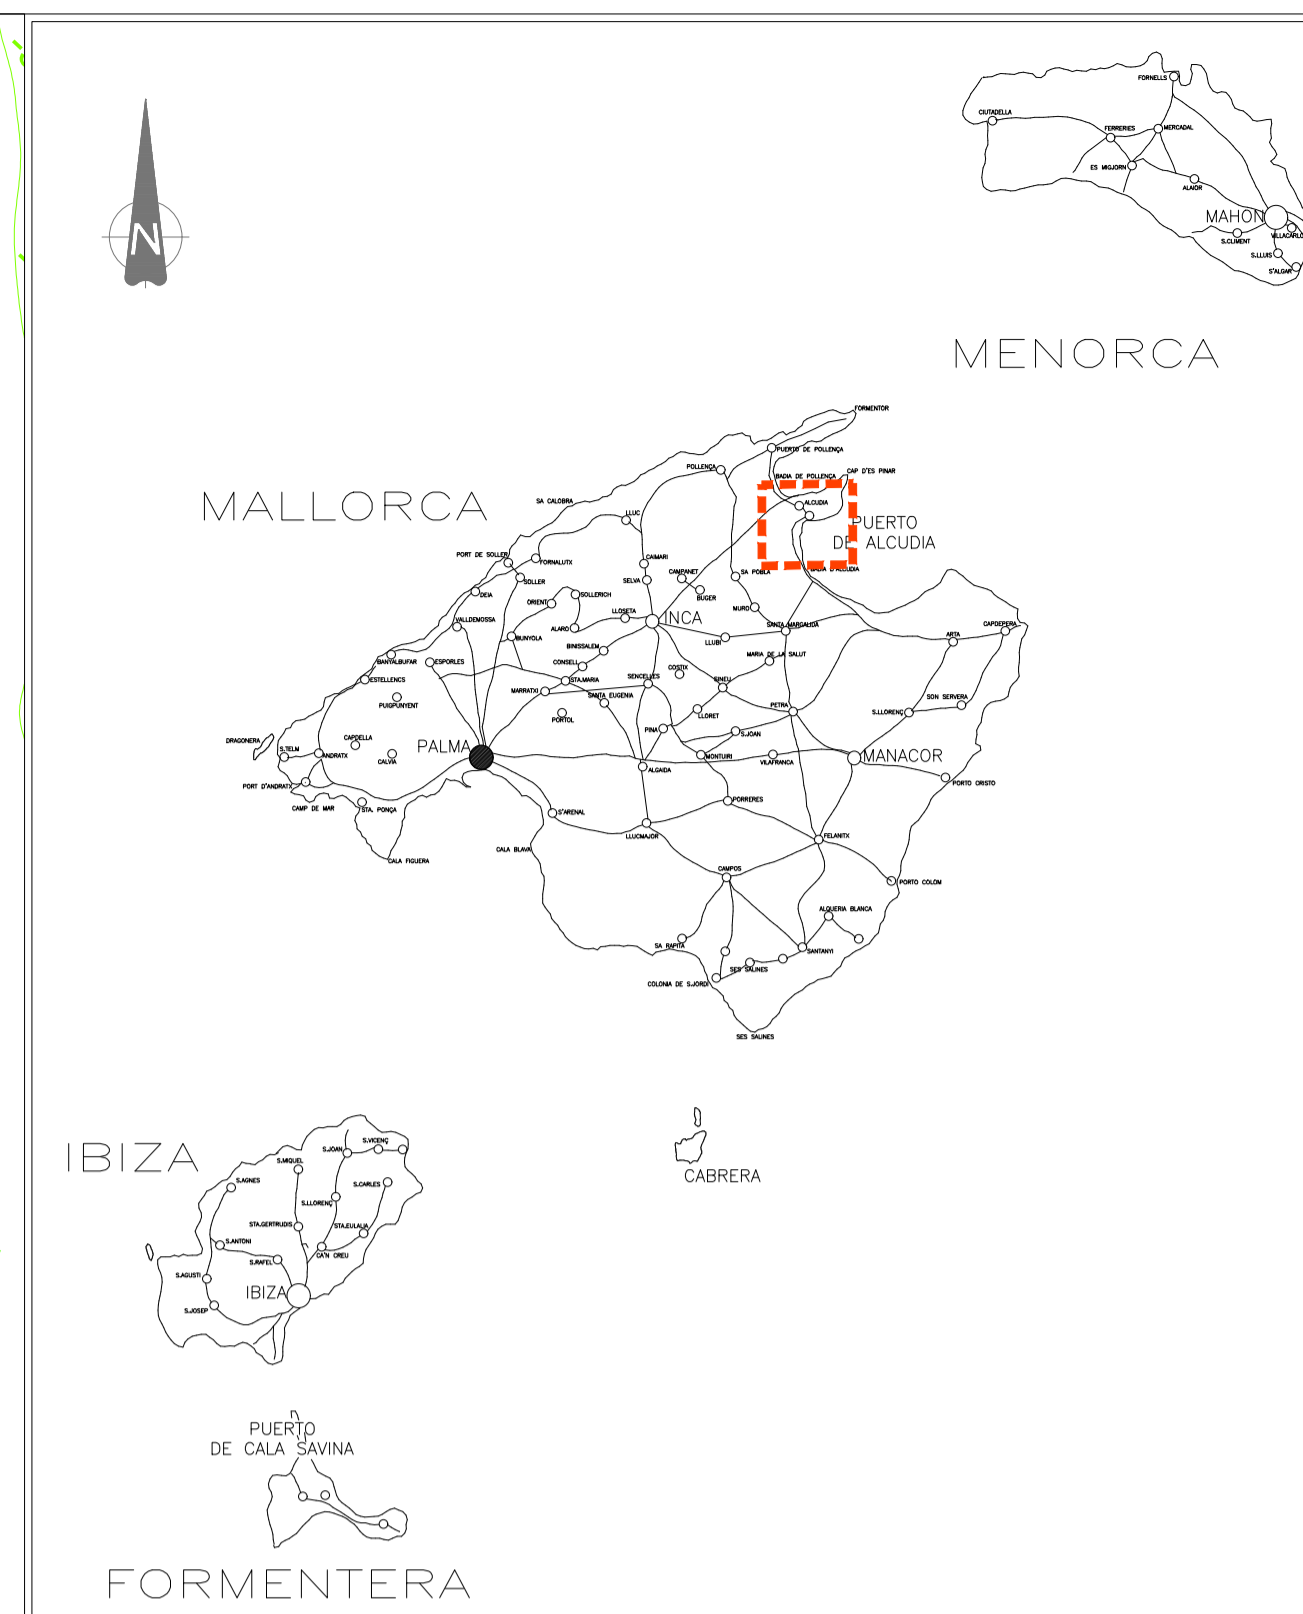 FORNELLS
CIUTADELLA
FERRERIES
MERCADAL
ES MIGJORN
ALAIOR
MAHON
VILLACARLO
S.CLIMENT
S.LLUIS
S'ALGAR
N
MENORCA
MALLORCA
FORMENTOR
PUERTO DE POLLENÇA
POLLENÇA
CAP D'ES PINAR
BADIA DE POLLENÇA
SA CALOBRA
ALCUDIA
LLUC
PUERTO
DE ALCUDIA
PORT DE SOLLER
FORNALUTX
CAIMARI
CAMPANET
SA POBLA
BADIA D'ALCUDIA
SOLLER
SELVA
DEIA
SOLLERICH
BUGER
ORIENT
MURO
LLOSETA
INCA
VALLDEMOSSA
ALARO
SANTA MARGALIDA
CAPDEPERA
BUNYOLA
LLUBI
ARTA
BINISSALEM
MARIA DE LA SALUT
BANYALBUFAR
ESPORLES
CONSELL
COSTIX
ESTELLENCS
STA.MARIA
SENCELLES
SINEU
MARRATXI
SANTA EUGENIA
SON SERVERA
PUIGPUNYENT
PETRA
S.LLORENÇ
LLORET
PORTOL
PINA
S.JOAN
DRAGONERA
CAPDELLA
S.TELM
PALMA
ANDRATX
CALVIA
MONTUIRI
VILAFRANCA
MANACOR
ALGAIDA
PORT D'ANDRATX
PORTO CRISTO
PORRERES
CAMP DE MAR
STA. PONÇA
S'ARENAL
LLUCMAJOR
FELANITX
CALA BLAVA
CALA FIGUERA
CAMPOS
PORTO COLOM
ALQUERIA BLANCA
SA RAPITA
SANTANYI
SES SALINES
COLONIA DE S.JORDI
SES SALINES
CABRERA
IBIZA
S.VICENÇ
S.JOAN
S.MIQUEL
S.AGNES
S.CARLES
S.LLORENÇ
STA.GERTRUDIS
STA.EULALIA
S.ANTONI
CA'N CREU
S.RAFEL
S.AGUSTI
IBIZA
S.JOSEP
PUERTO
DE CALA SAVINA
FORMENTERA